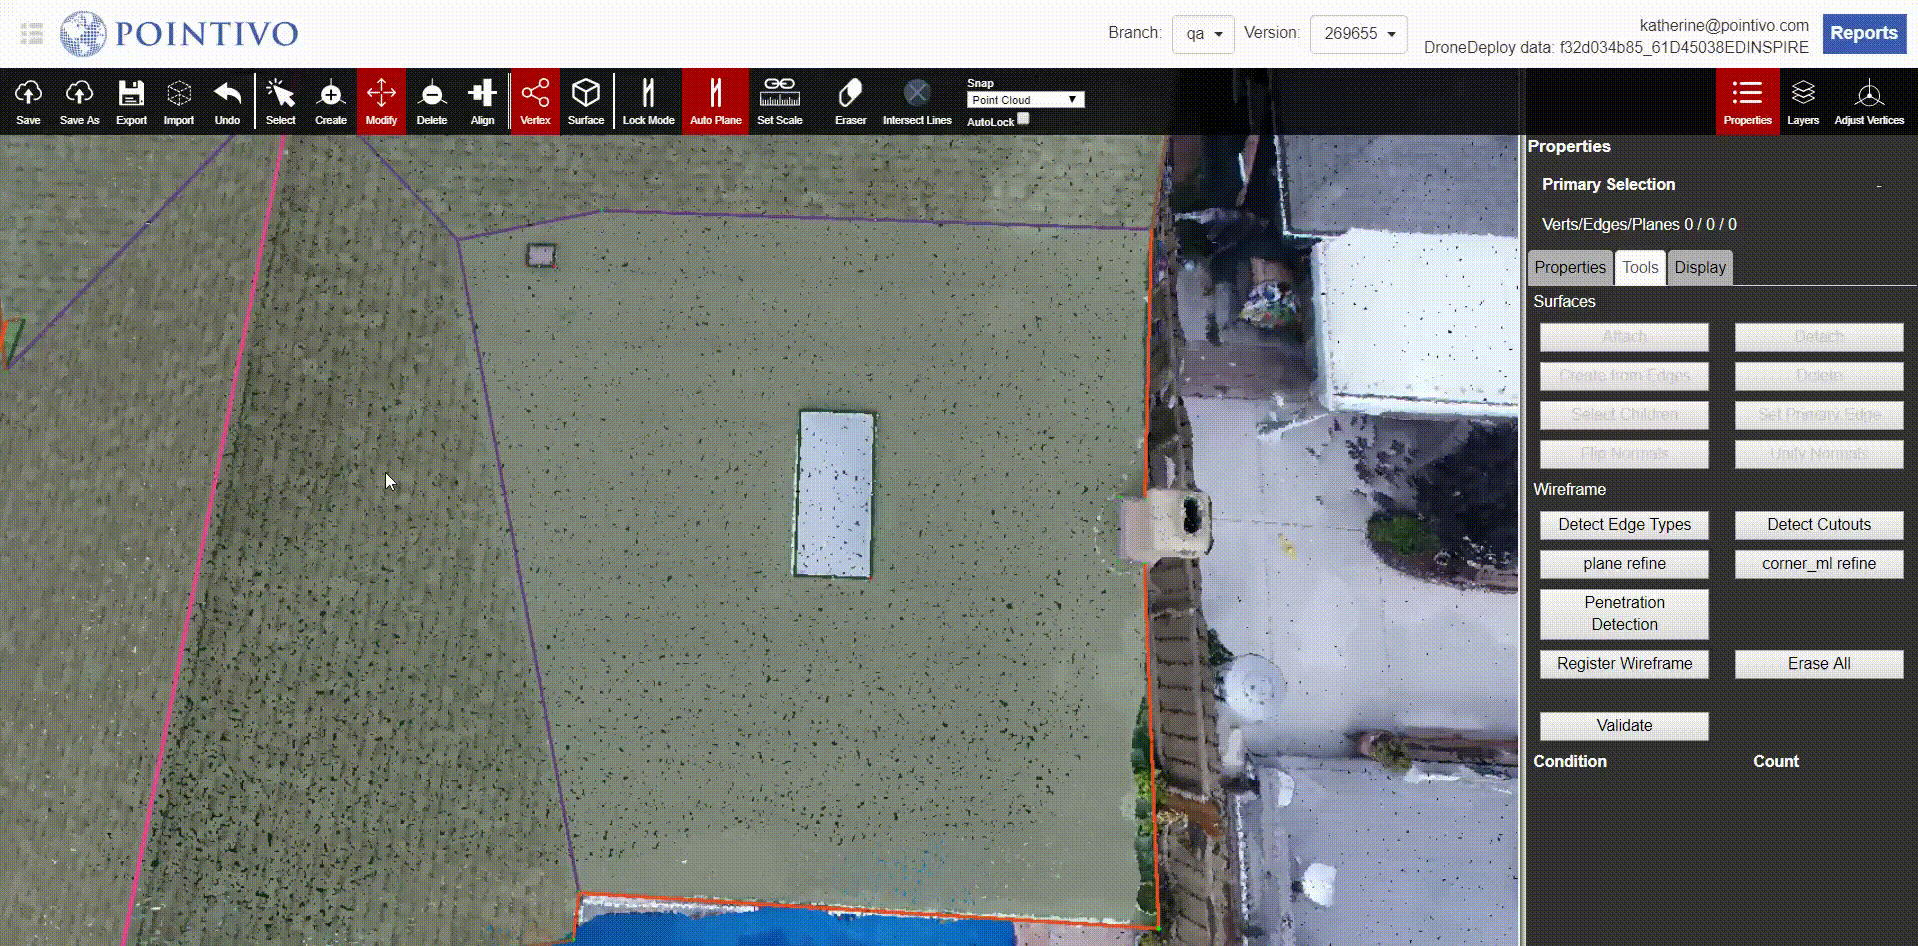 POINTIVO
Branch: qa Version: 269655
katherine@pointivo.com
DroneDeploy data: f32d034b85_61D45038EDINSPIRE
Reports
Save Save As Export Import Undo Select Create Modify Delete Align Vertex Surface Lock Mode Auto Plane Set Scale Eraser Intersect Lines
Snap
Point Cloud
AutoLock
Properties Layers Adjust Vertices
Properties
Primary Selection -
Verts/Edges/Planes 0 / 0 / 0
Properties Tools Display
Surfaces
Attach Detach
Create from Edges Delete
Select Children Set Primary Edge
Flip Normals Unify Normals
Wireframe
Detect Edge Types Detect Cutouts
plane refine corner_ml refine
Penetration
Detection
Register Wireframe Erase All
Validate
Condition Count